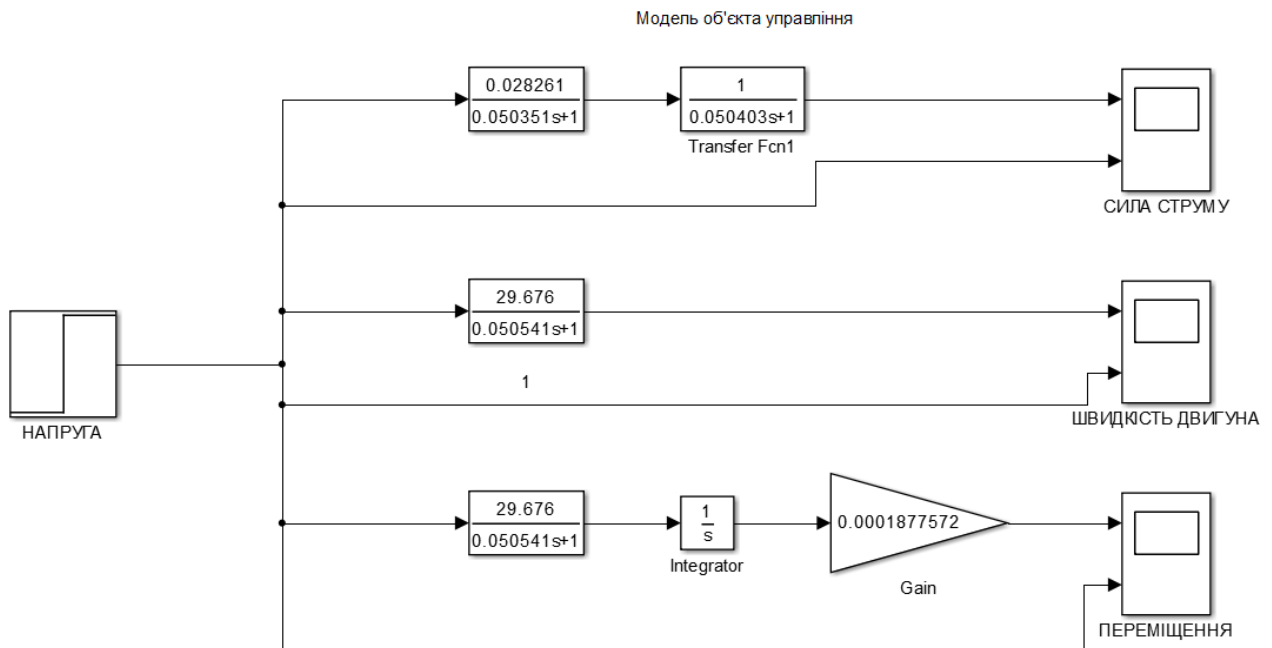 Модель об'єкта управління
0.028261
0.050351s+1
1
0.050403s+1
Transfer Fcn1
СИЛА СТРУМУ
29.676
0.050541s+1
1
ШВИДКІСТЬ ДВИГУНА
НАПРУГА
29.676
0.050541s+1
1
s
Integrator
0.0001877572
Gain
ПЕРЕМІЩЕННЯ